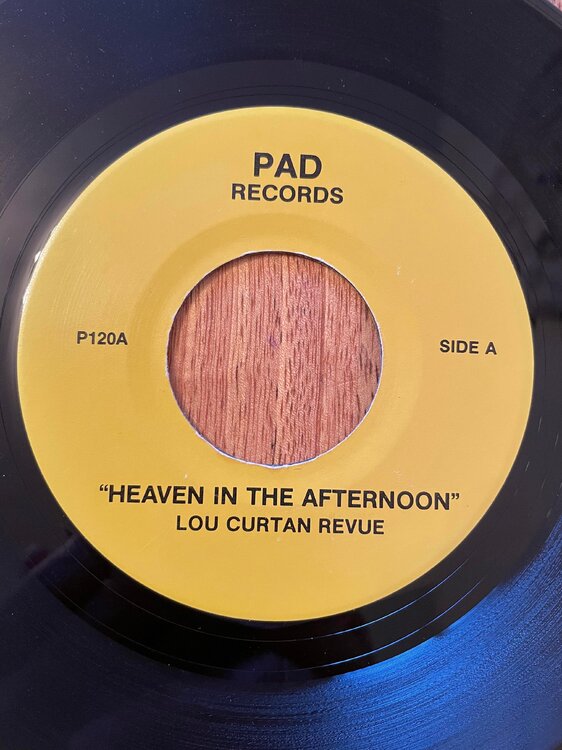 PAD
RECORDS
P120A
SIDE A
“HEAVEN IN THE AFTERNOON”
LOU CURTAN REVUE